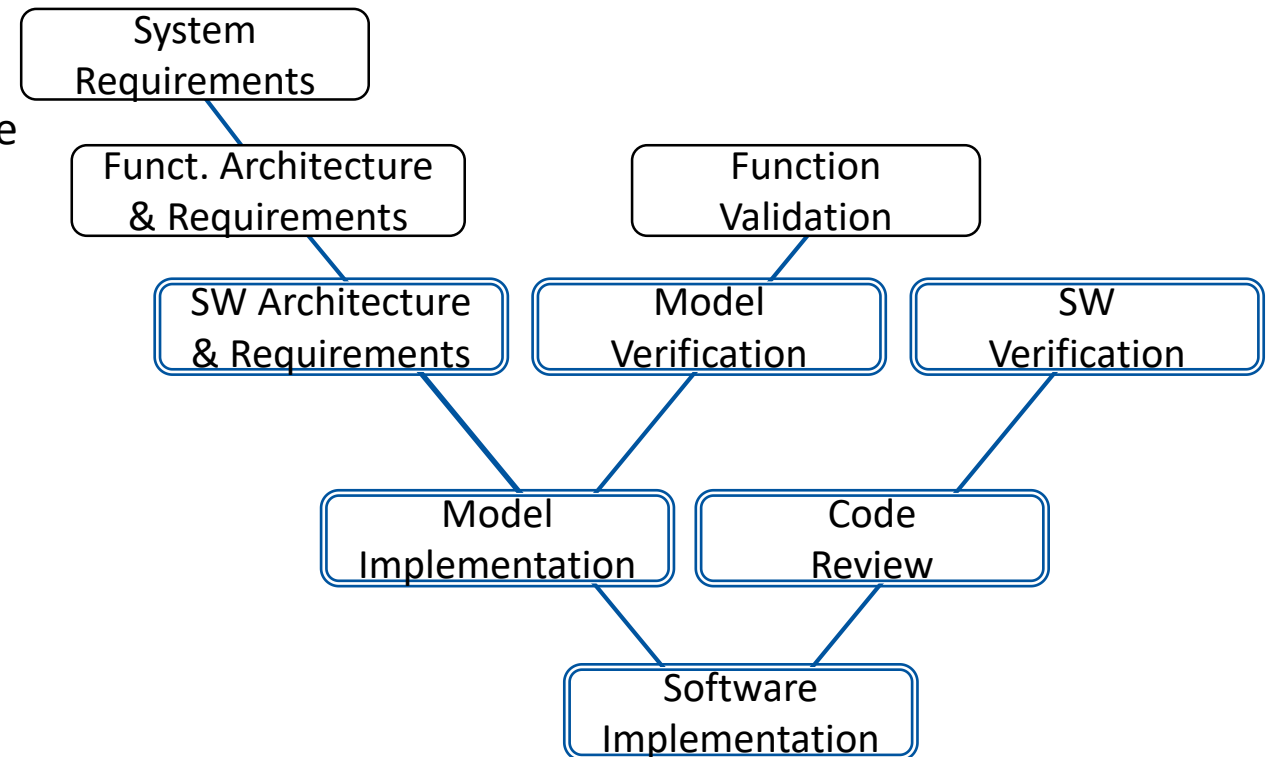 System
Requirements
e
Funct. Architecture
& Requirements
Function
Validation
SW Architecture
& Requirements
Model
Verification
SW
Verification
Model
Implementation
Code
Review
Software
Implementation